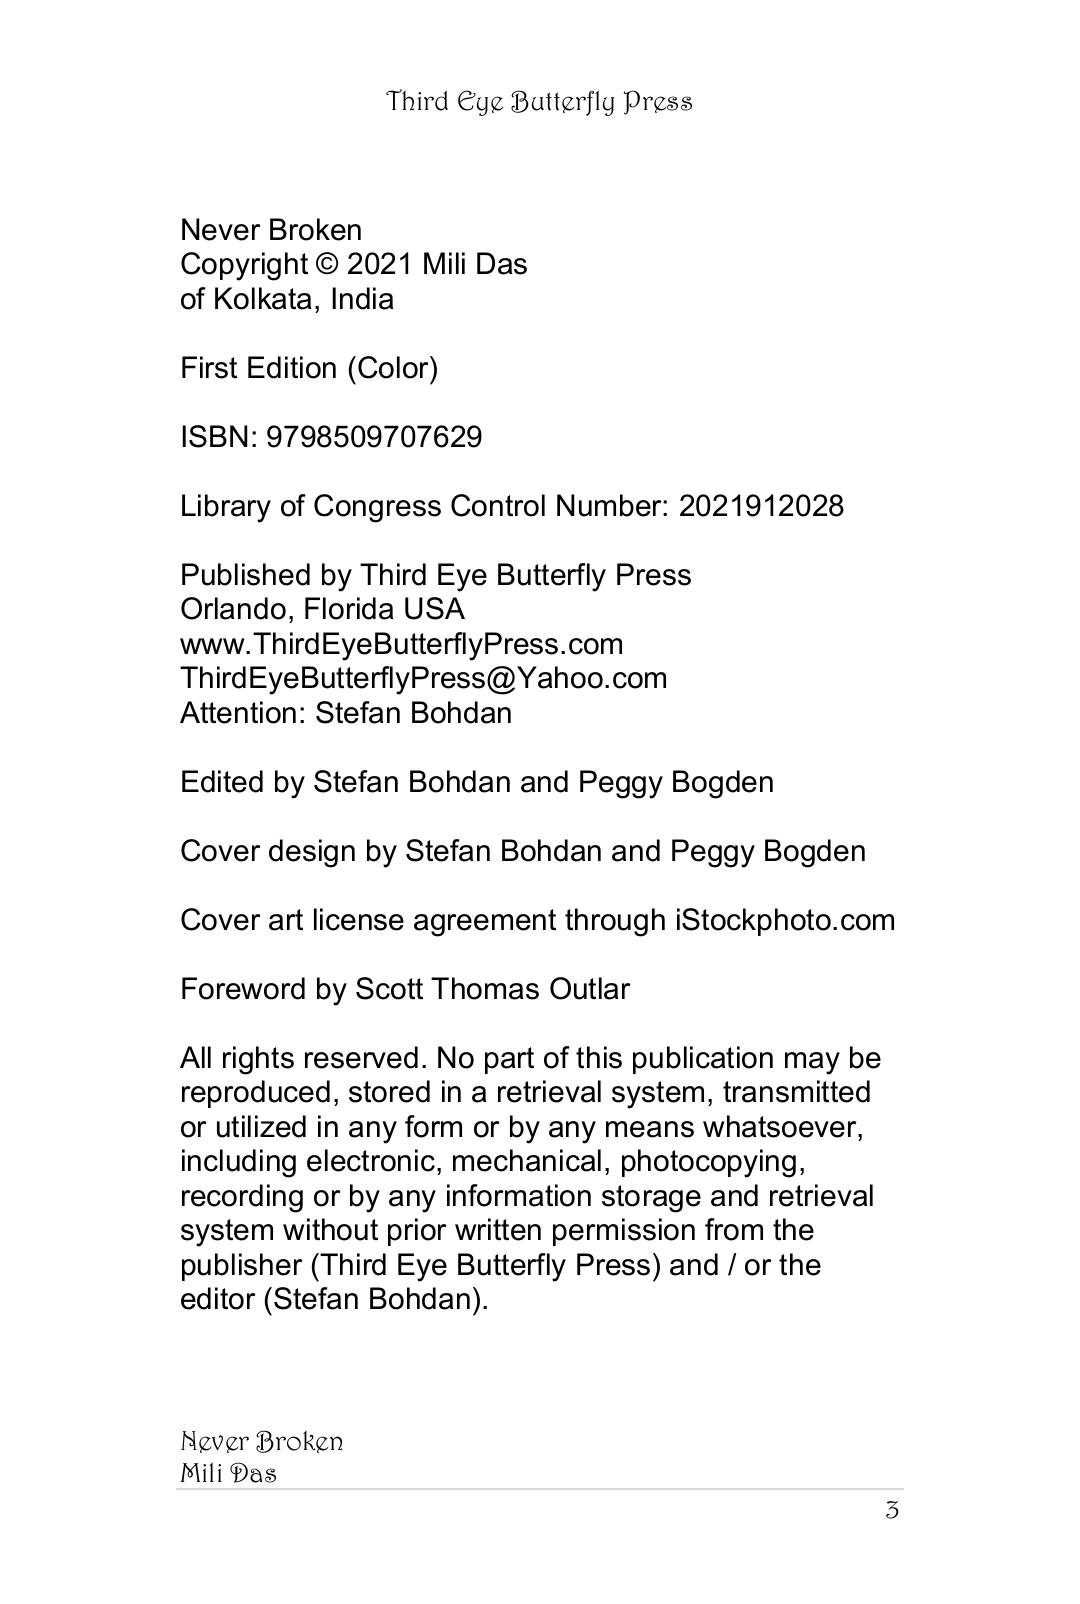 Third Eye Butterfly Press
Never Broken
Copyright © 2021 Mili Das
of Kolkata, India
First Edition (Color)
ISBN: 9798509707629
Library of Congress Control Number: 2021912028
Published by Third Eye Butterfly Press
Orlando, Florida USA
www.ThirdEyeButterflyPress.com
ThirdEyeButterflyPress@Yahoo.com
Attention: Stefan Bohdan
Edited by Stefan Bohdan and Peggy Bogden
Cover design by Stefan Bohdan and Peggy Bogden
Cover art license agreement through iStockphoto.com
Foreword by Scott Thomas Outlar
All rights reserved. No part of this publication may be
reproduced, stored in a retrieval system, transmitted
or utilized in any form or by any means whatsoever,
including electronic, mechanical, photocopying,
recording or by any information storage and retrieval
system without prior written permission from the
publisher (Third Eye Butterfly Press) and / or the
editor (Stefan Bohdan).
Never Broken
Mili Das
3